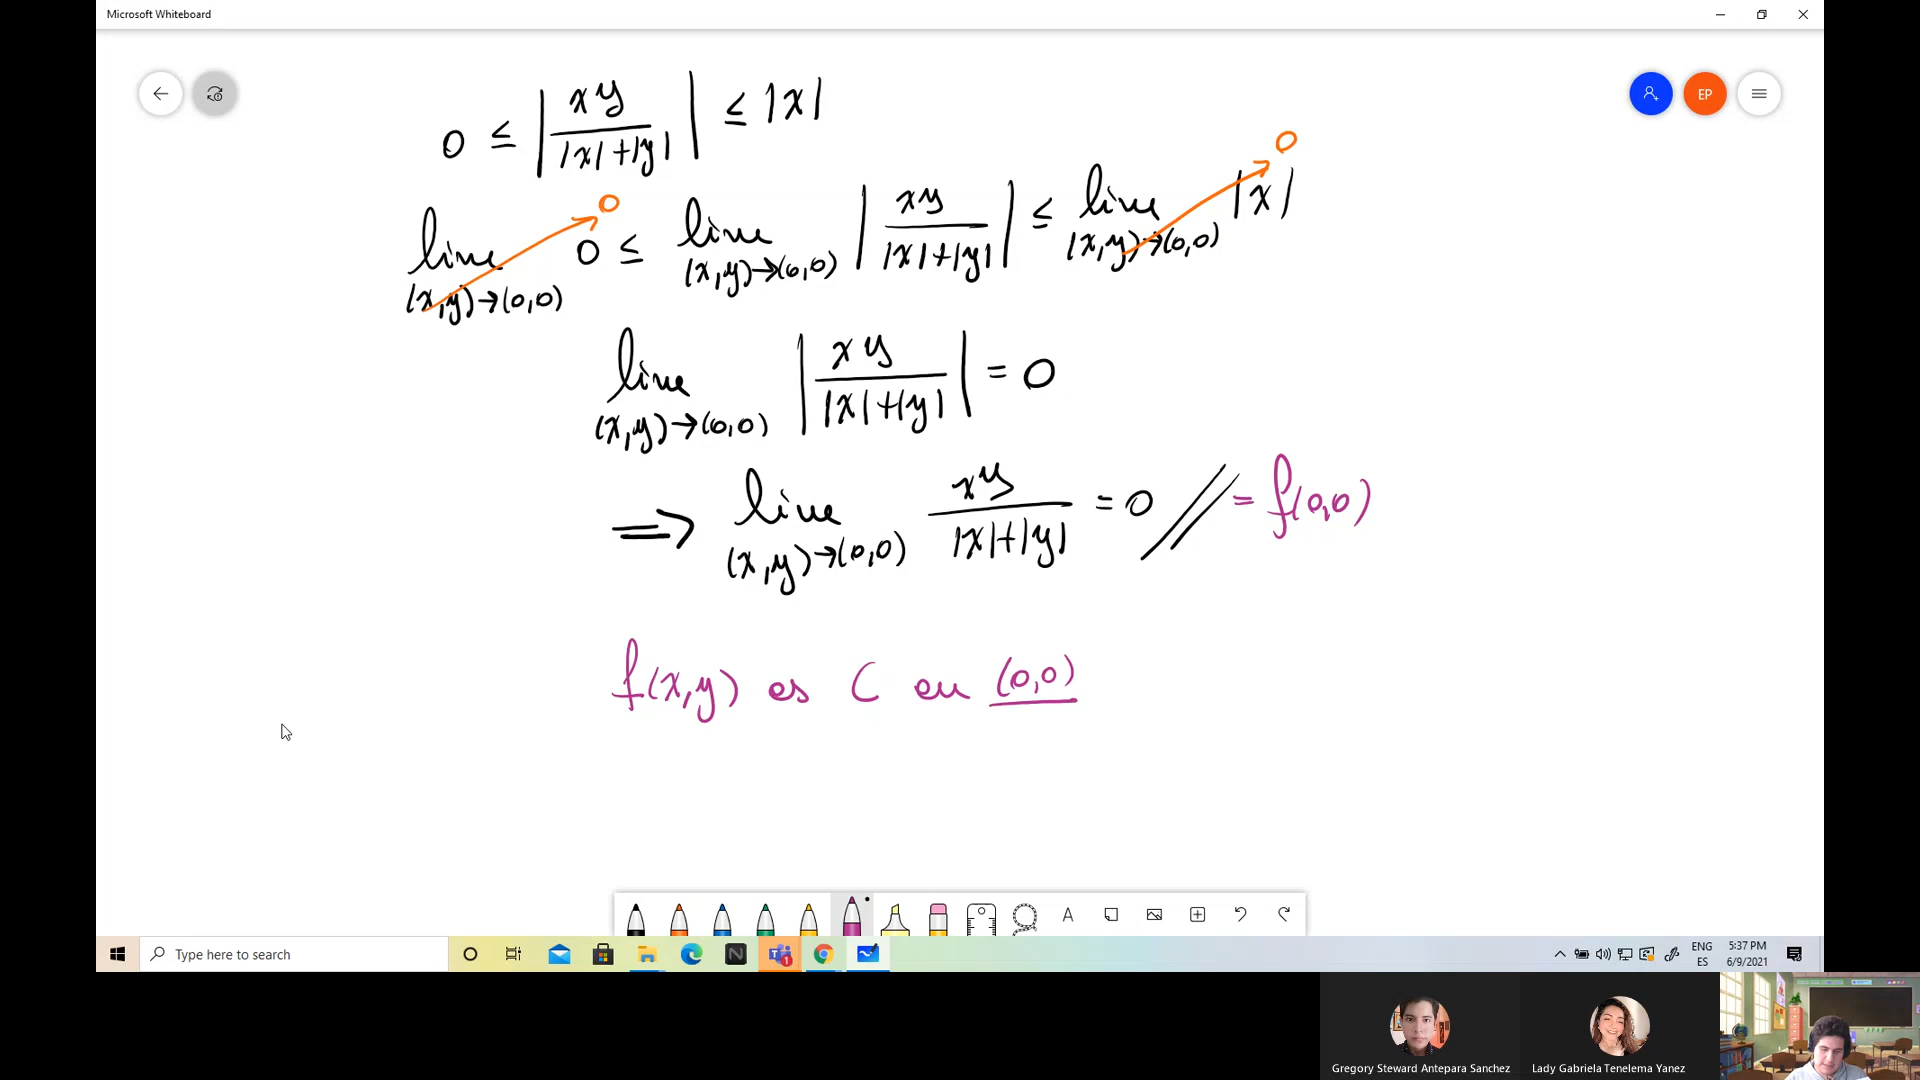 Microsoft Whiteboard
EP
0 ≤ |xy / (|x|+|y|)| ≤ |x|
lim (x,y)→(0,0) 0 ≤ lim (x,y)→(0,0) |xy / (|x|+|y|)| ≤ lim (x,y)→(0,0) |x|
0 0
lim (x,y)→(0,0) |xy / (|x|+|y|)| = 0
⟹ lim (x,y)→(0,0) xy / (|x|+|y|) = 0 // = f(0,0)
f(x,y) es C en (0,0)
A
Type here to search
N
1
ENG
ES
5:37 PM
6/9/2021
Gregory Steward Antepara Sanchez
Lady Gabriela Tenelema Yanez